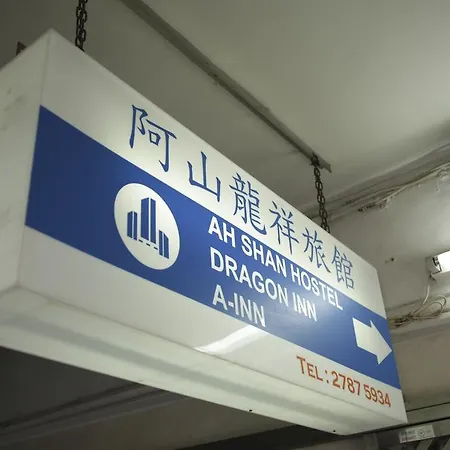 阿山龍祥旅館
AH SHAN HOSTEL
DRAGON INN
A-INN
TEL : 2787 5934